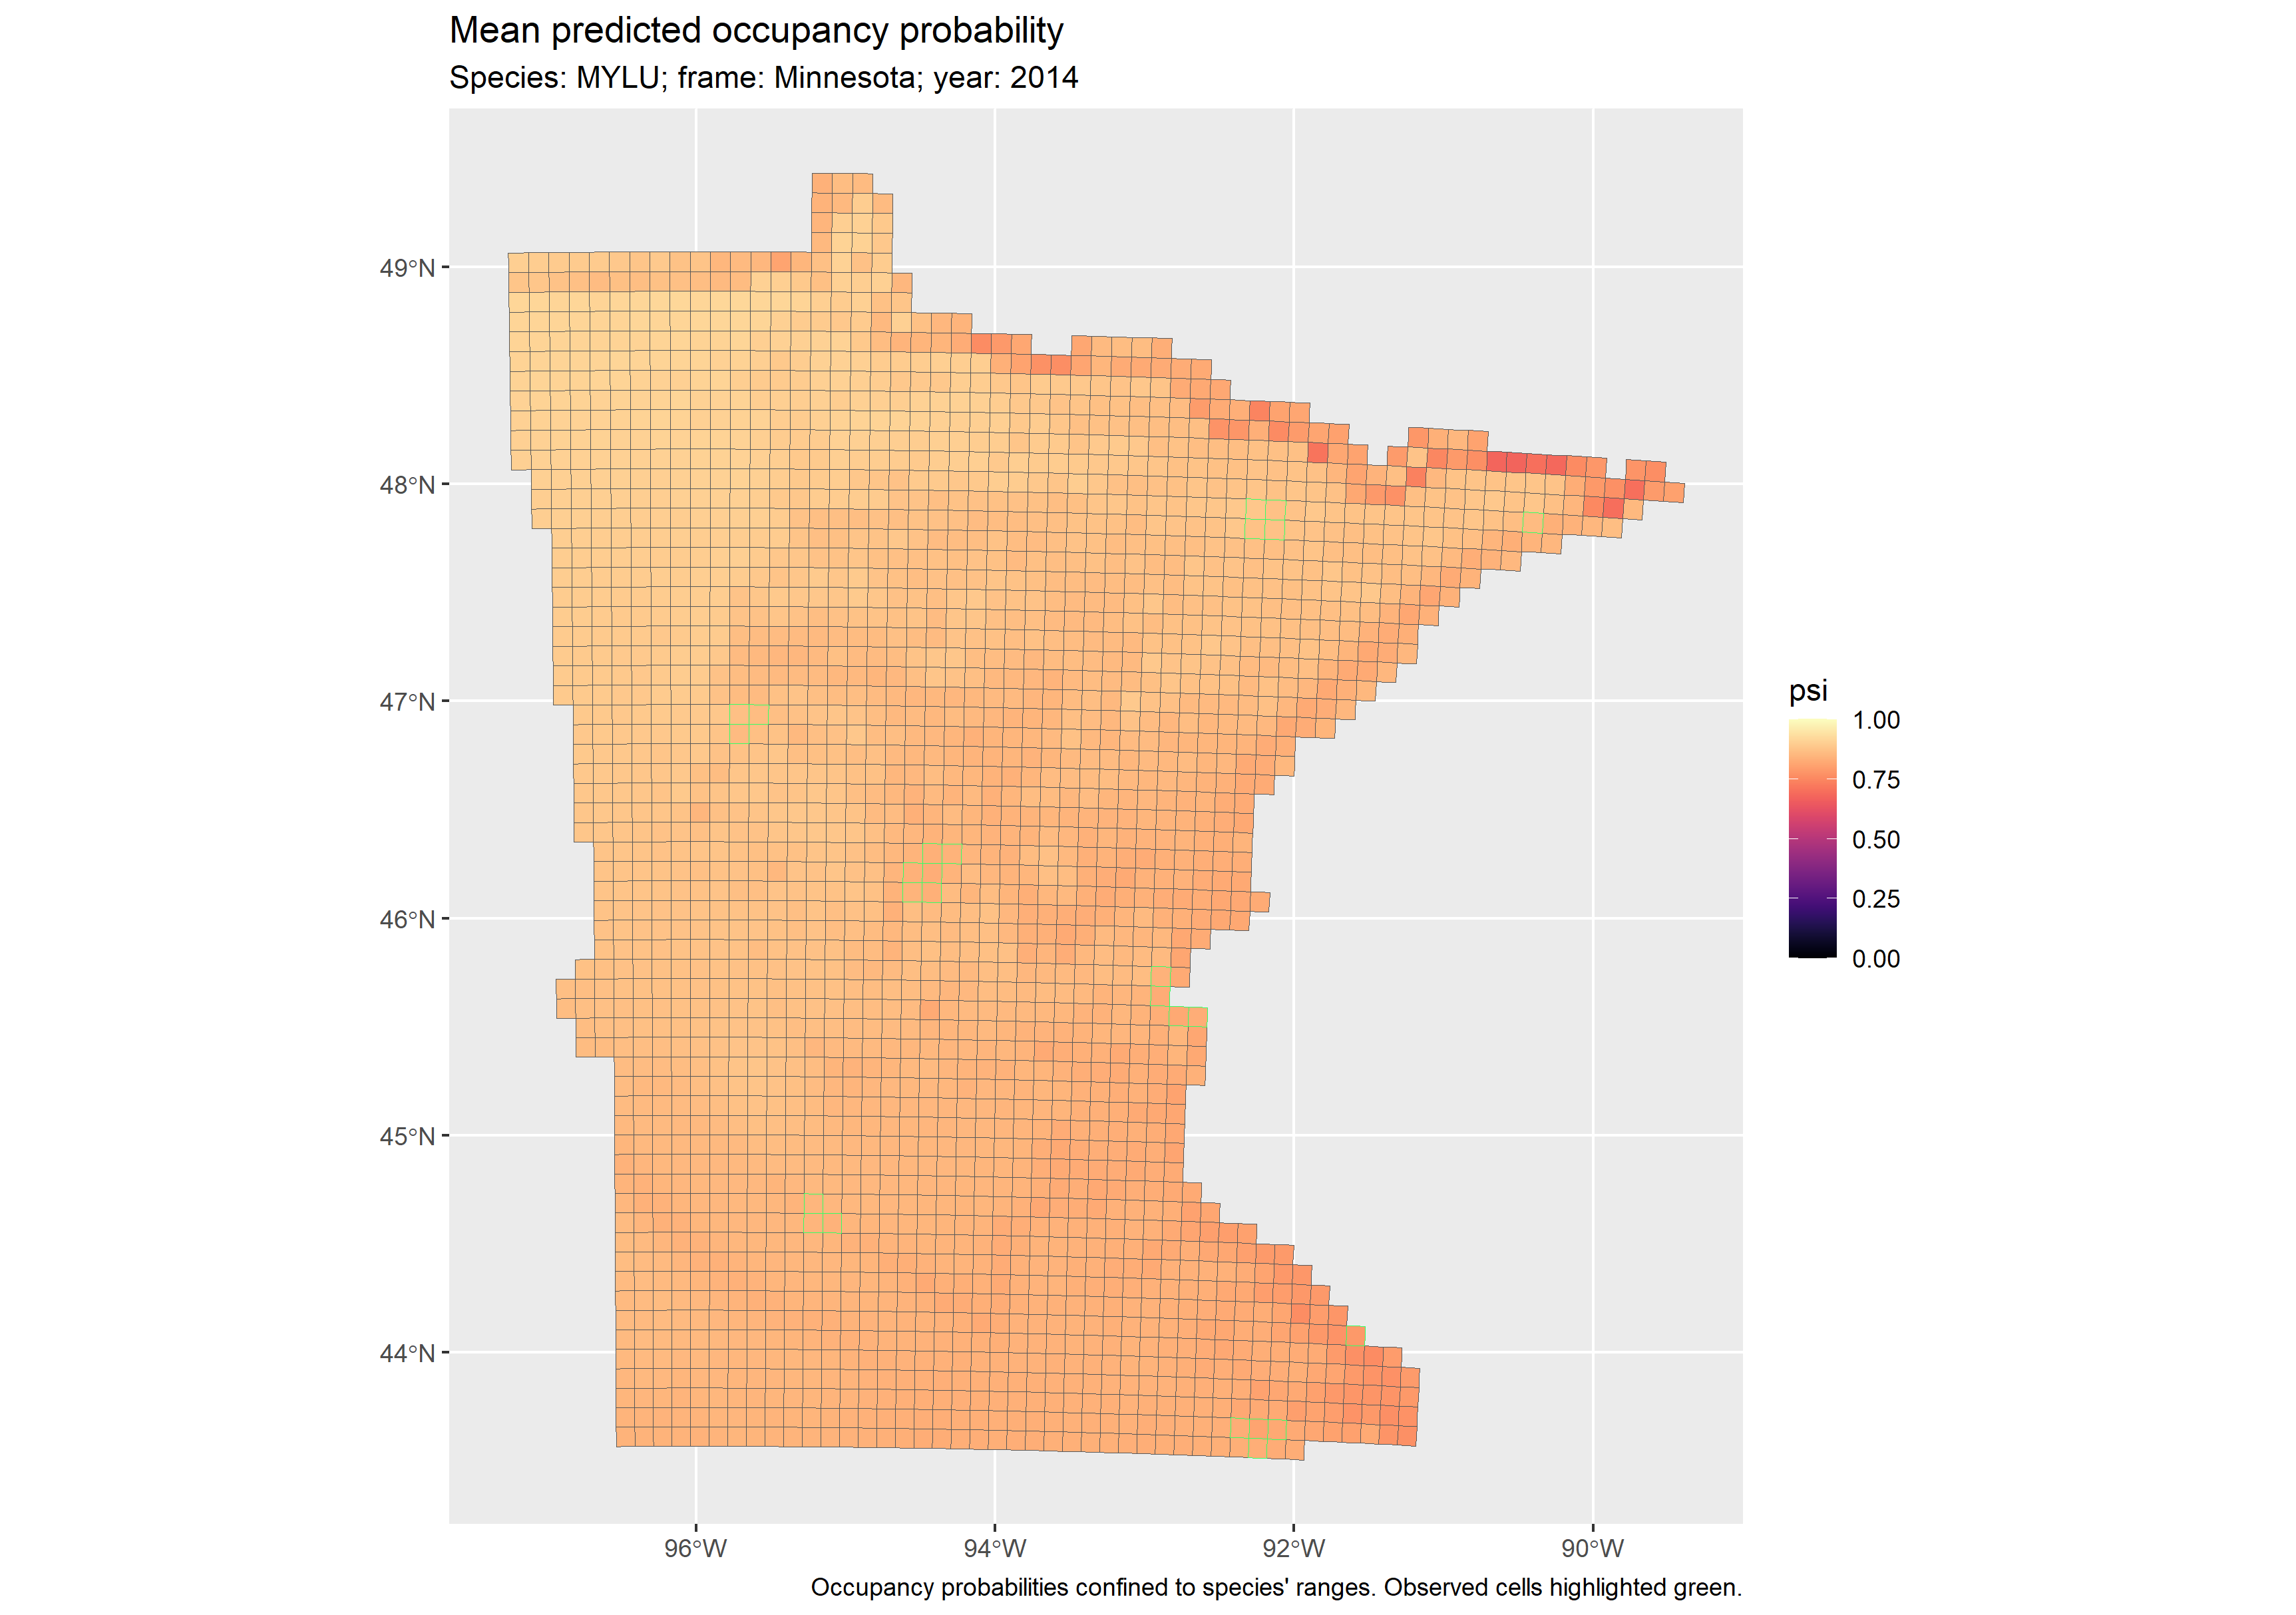 Mean predicted occupancy probability
Species: MYLU; frame: Minnesota; year: 2014
49°N
48°N
47°N
46°N
45°N
44°N
96°W
94°W
92°W
90°W
psi
1.00
0.75
0.50
0.25
0.00
Occupancy probabilities confined to species' ranges. Observed cells highlighted green.